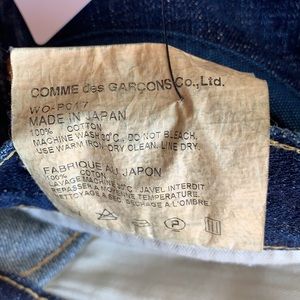 COMME des GARÇONS Co., Ltd.
WO-P017
MADE IN JAPAN
100% COTTON
MACHINE WASH 30°C, DO NOT BLEACH.
USE WARM IRON. DRY CLEAN. LINE DRY.
FABRIQUE AU JAPON
100% COTON
LAVAGE MACHINE 30°C JAVEL INTERDIT
REPASSER A MOYENNE TEMPERATURE.
NETTOYAGE A SEC SECHAGE A L'OMBRE